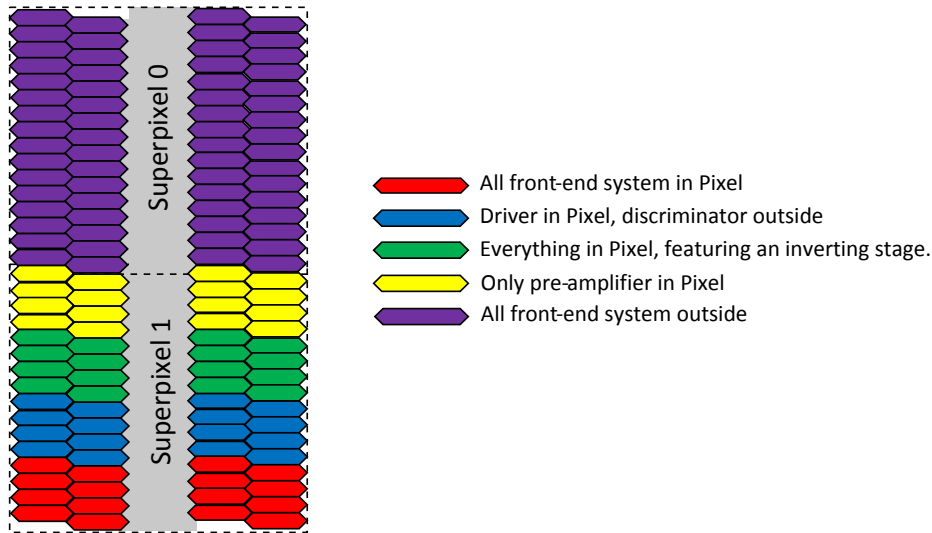 Superpixel 0
Superpixel 1
All front-end system in Pixel
Driver in Pixel, discriminator outside
Everything in Pixel, featuring an inverting stage.
Only pre-amplifier in Pixel
All front-end system outside